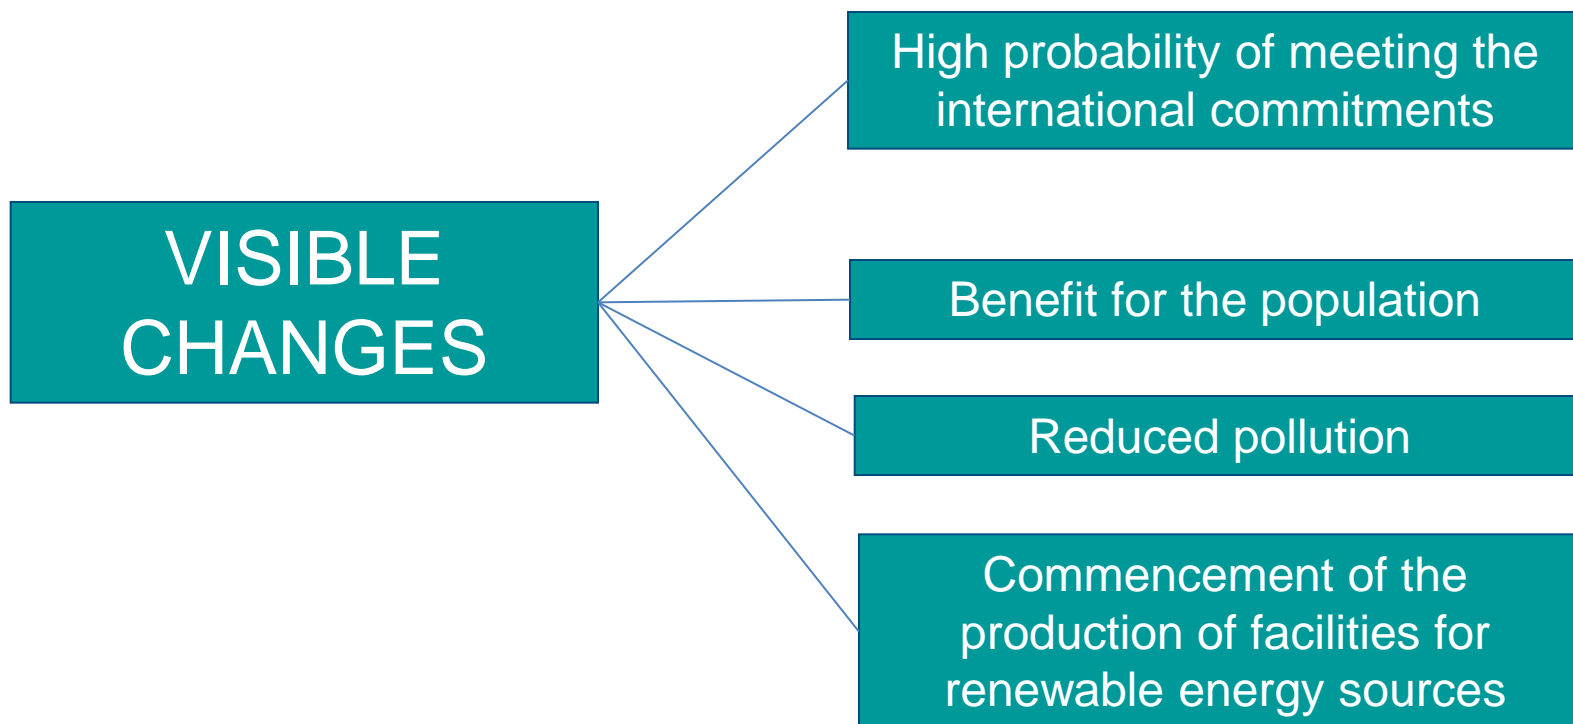 VISIBLE
CHANGES
High probability of meeting the
international commitments
Benefit for the population
Reduced pollution
Commencement of the
production of facilities for
renewable energy sources